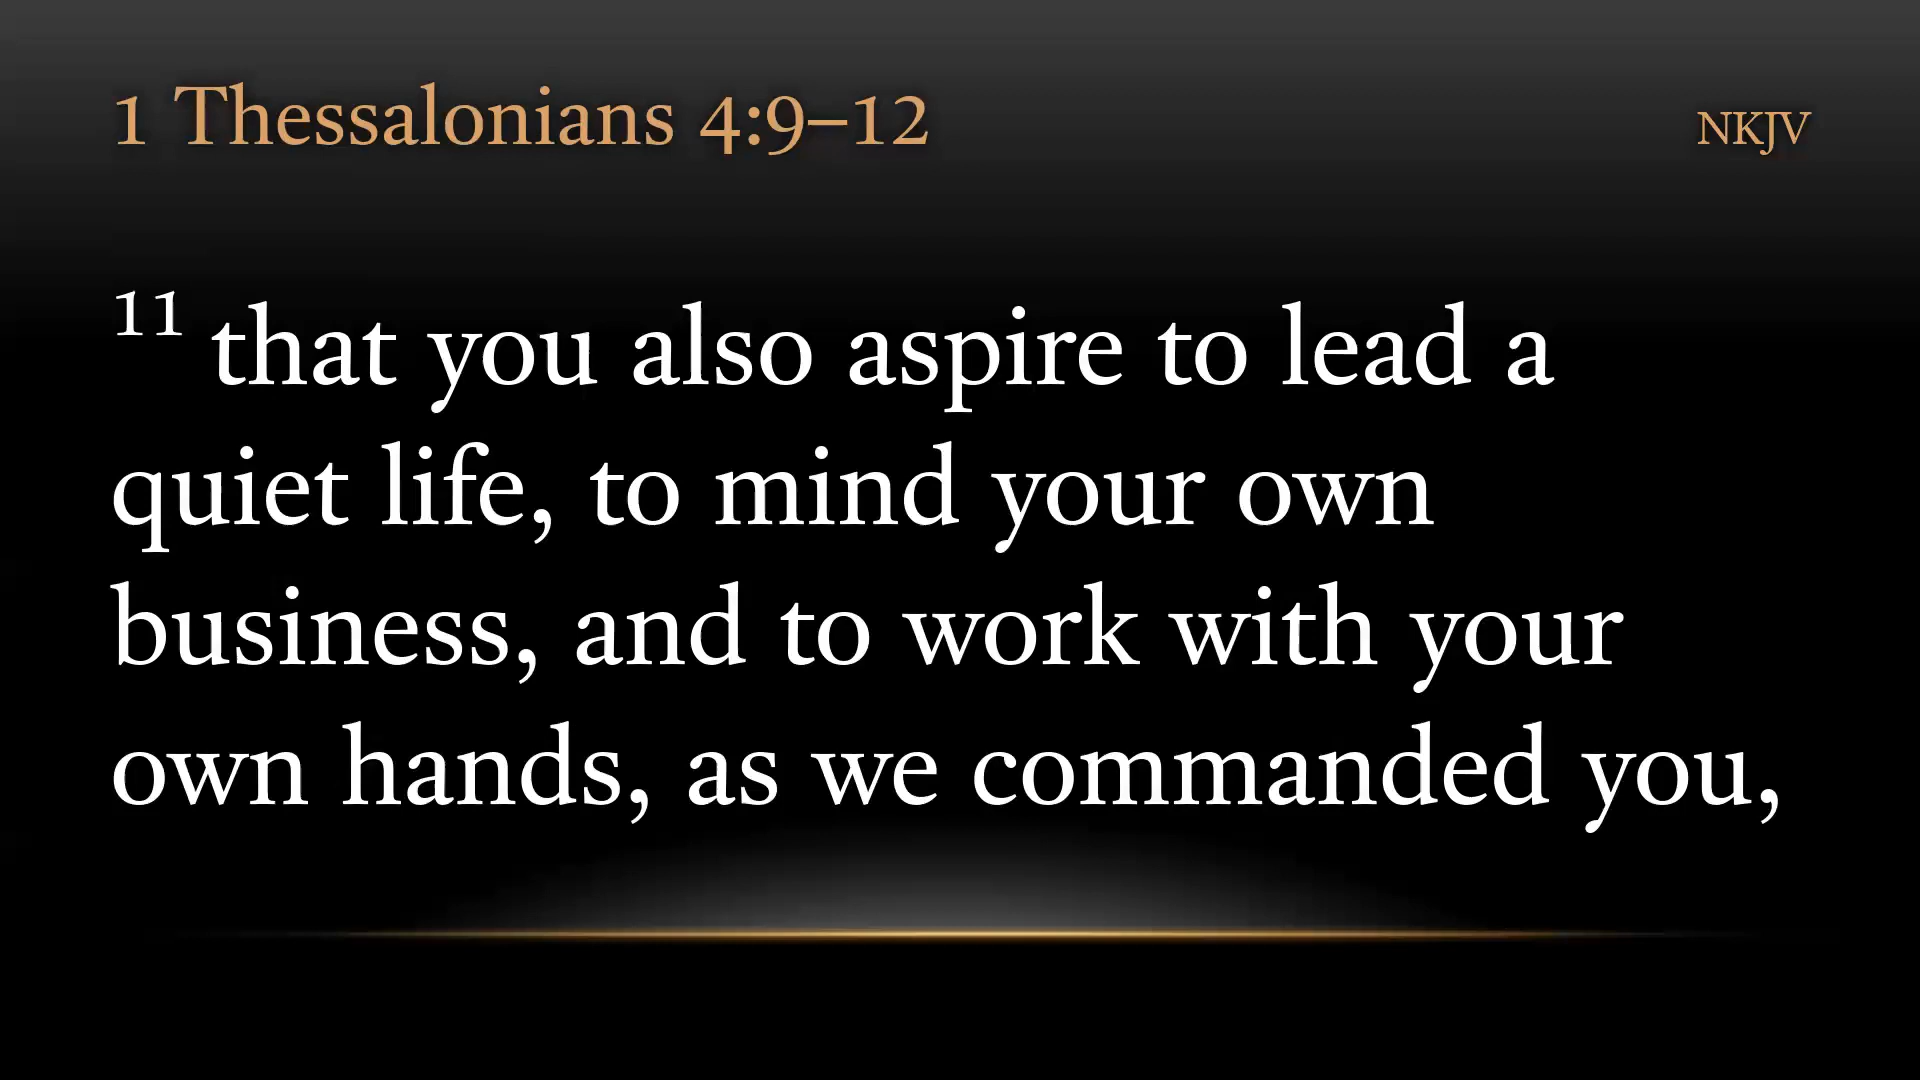 1 Thessalonians 4:9–12
NKJV
11 that you also aspire to lead a
quiet life, to mind your own
business, and to work with your
own hands, as we commanded you,